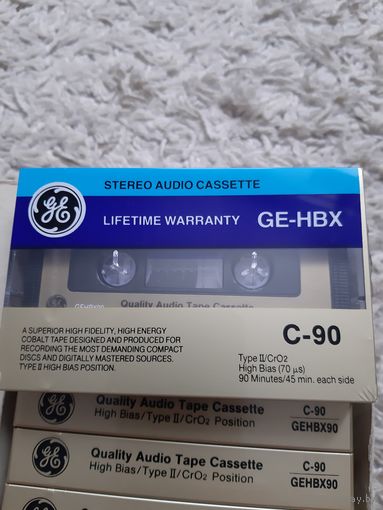 STEREO AUDIO CASSETTE
GE
LIFETIME WARRANTY GE-HBX
GEHBX90 Quality Audio Tape Cassette
A SUPERIOR HIGH FIDELITY, HIGH ENERGY
COBALT TAPE DESIGNED AND PRODUCED FOR
RECORDING THE MOST DEMANDING COMPACT
DISCS AND DIGITALLY MASTERED SOURCES.
TYPE II HIGH BIAS POSITION.
C-90
Type II/CrO2
High Bias (70 µs)
90 Minutes/45 min. each side
GE
Quality Audio Tape Cassette C-90
High Bias/Type II/CrO2 Position GEHBX90
GE
Quality Audio Tape Cassette C-90
High Bias/Type II/CrO2 Position GEHBX90